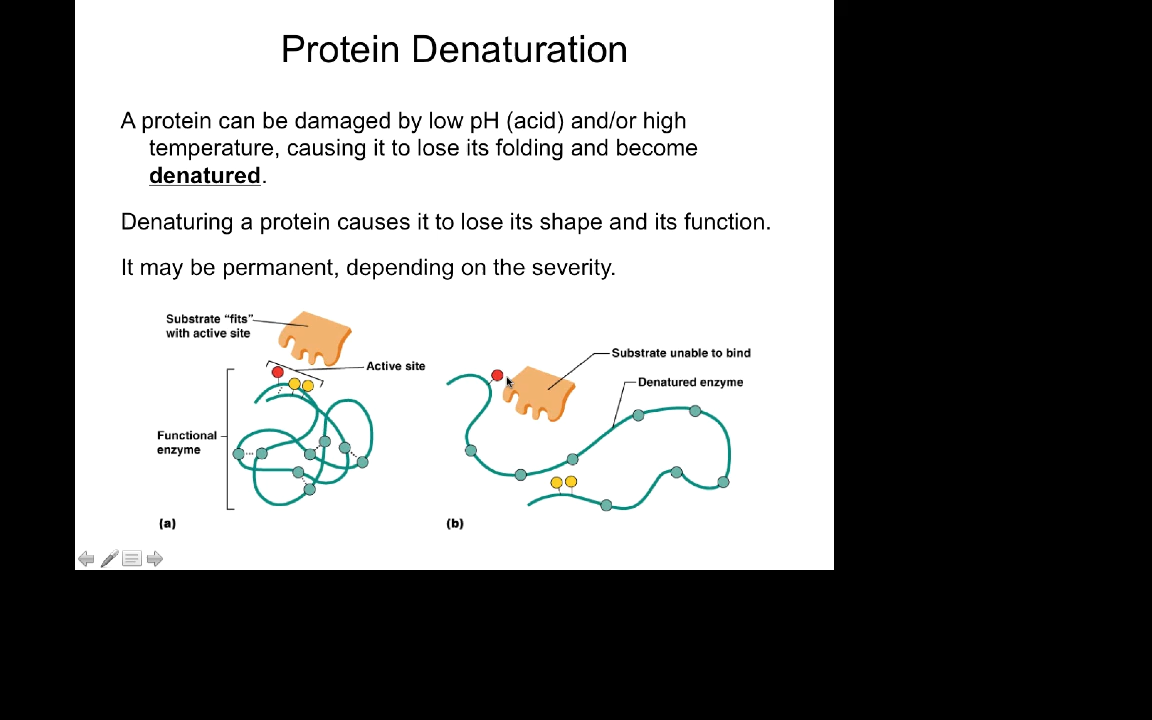 Protein Denaturation
A protein can be damaged by low pH (acid) and/or high
temperature, causing it to lose its folding and become
denatured.
Denaturing a protein causes it to lose its shape and its function.
It may be permanent, depending on the severity.
Substrate “fits”
with active site
Active site
Functional
enzyme
(a)
Substrate unable to bind
Denatured enzyme
(b)